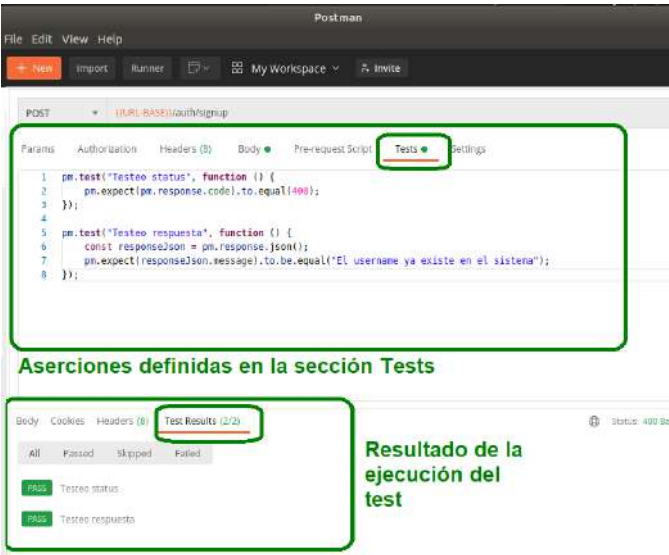 Postman
File Edit View Help
+ New Import Runner My Workspace Invite
POST {{URL-BASE}}/auth/signup
Params Authorization Headers (8) Body Pre-request Script Tests Settings
1 pm.test("Testeo status", function () {
2 pm.expect(pm.response.code).to.equal(400);
3 });
4
5 pm.test("Testeo respuesta", function () {
6 const responseJson = pm.response.json();
7 pm.expect(responseJson.message).to.be.equal("El username ya existe en el sistema");
8 });
Aserciones definidas en la sección Tests
Body Cookies Headers (8) Test Results (2/2) Status: 400 Ba
All Passed Skipped Failed
PASS Testeo status
PASS Testeo respuesta
Resultado de la
ejecución del
test